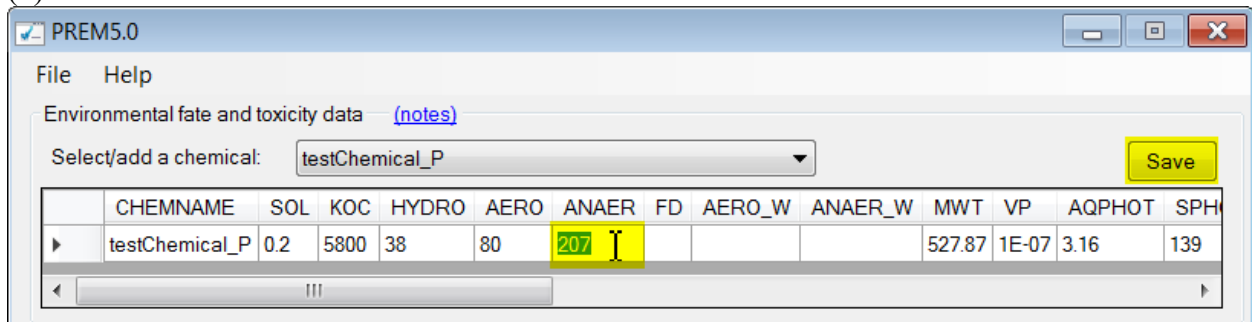 PREM5.0
File Help
Environmental fate and toxicity data (notes)
Select/add a chemical: testChemical_P Save
CHEMNAME SOL KOC HYDRO AERO ANAER FD AERO_W ANAER_W MWT VP AQPHOT
testChemical_P 0.2 5800 38 80 207 527.87 1E-07 3.16 139